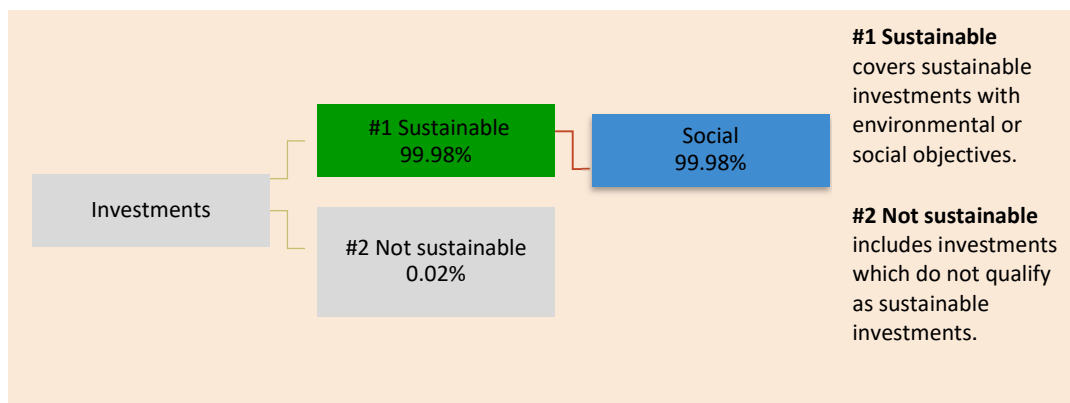 Investments
#1 Sustainable
99.98%
#2 Not sustainable
0.02%
Social
99.98%
#1 Sustainable
covers sustainable
investments with
environmental or
social objectives.
#2 Not sustainable
includes investments
which do not qualify
as sustainable
investments.